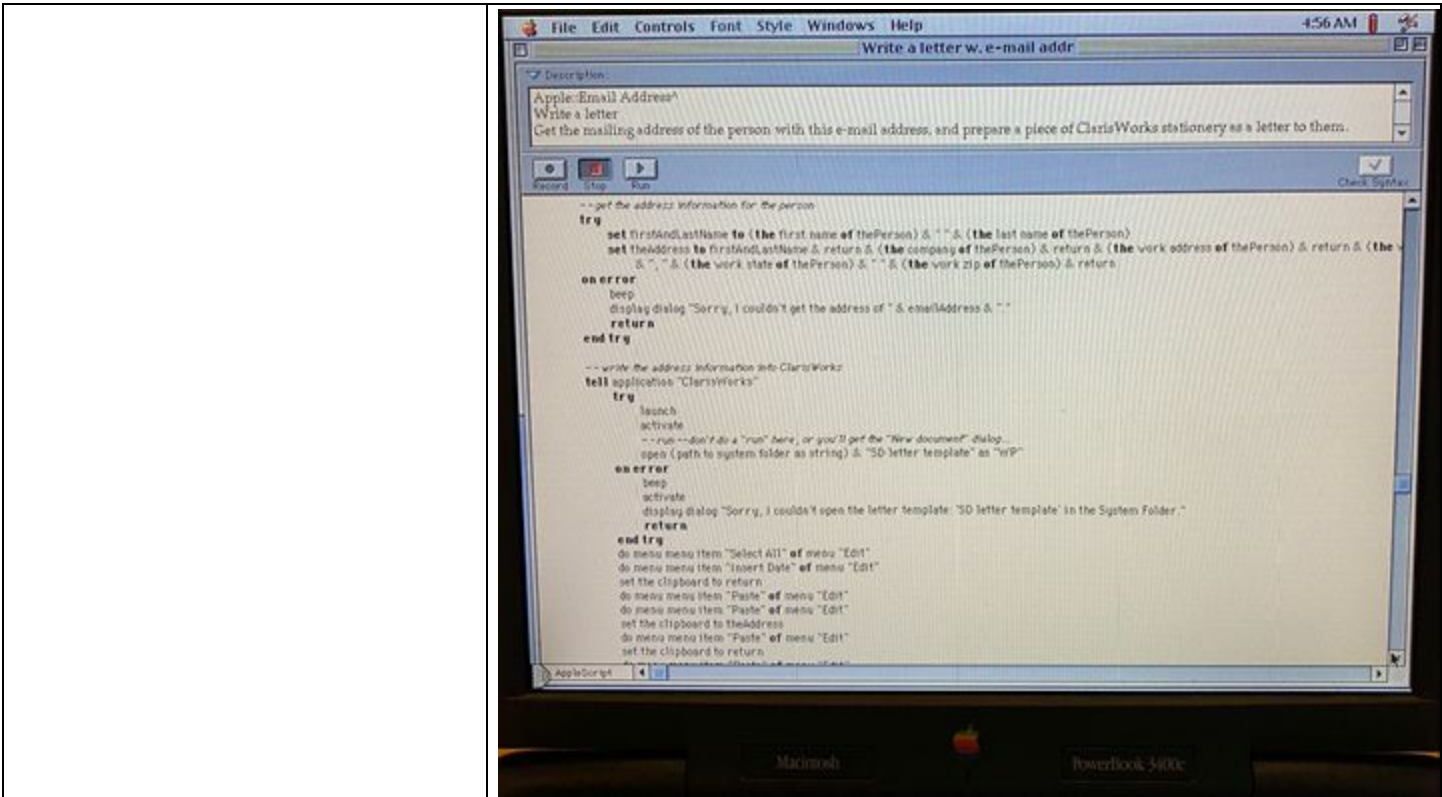 File Edit Controls Font Style Windows Help 4:56 AM
Write a letter w. e-mail addr
Description:
Apple::Email Address^
Write a letter
Get the mailing address of the person with this e-mail address, and prepare a piece of ClarisWorks stationery as a letter to them.
Record Stop Run Check Syntax
--get the address information for the person
try
set firstAndLastName to (the first name of thePerson) & " " & (the last name of thePerson)
set theAddress to firstAndLastName & return & (the company of thePerson) & return & (the work address of thePerson) & return & (the
& ", " & (the work state of thePerson) & " " & (the work zip of thePerson) & return
on error
beep
display dialog "Sorry, I couldn't get the address of " & emailAddress & "."
return
end try
--write the address information into ClarisWorks
tell application "ClarisWorks"
try
launch
activate
--run --don't do a "run" here, or you'll get the "New document" dialog...
open (path to system folder as string) & "SD letter template" as "WP"
on error
beep
activate
display dialog "Sorry, I couldn't open the letter template: 'SD letter template' in the System Folder."
return
end try
do menu menu item "Select All" of menu "Edit"
do menu menu item "Insert Date" of menu "Edit"
set the clipboard to return
do menu menu item "Paste" of menu "Edit"
do menu menu item "Paste" of menu "Edit"
set the clipboard to theAddress
do menu menu item "Paste" of menu "Edit"
set the clipboard to return
AppleScript
Macintosh PowerBook 3400c